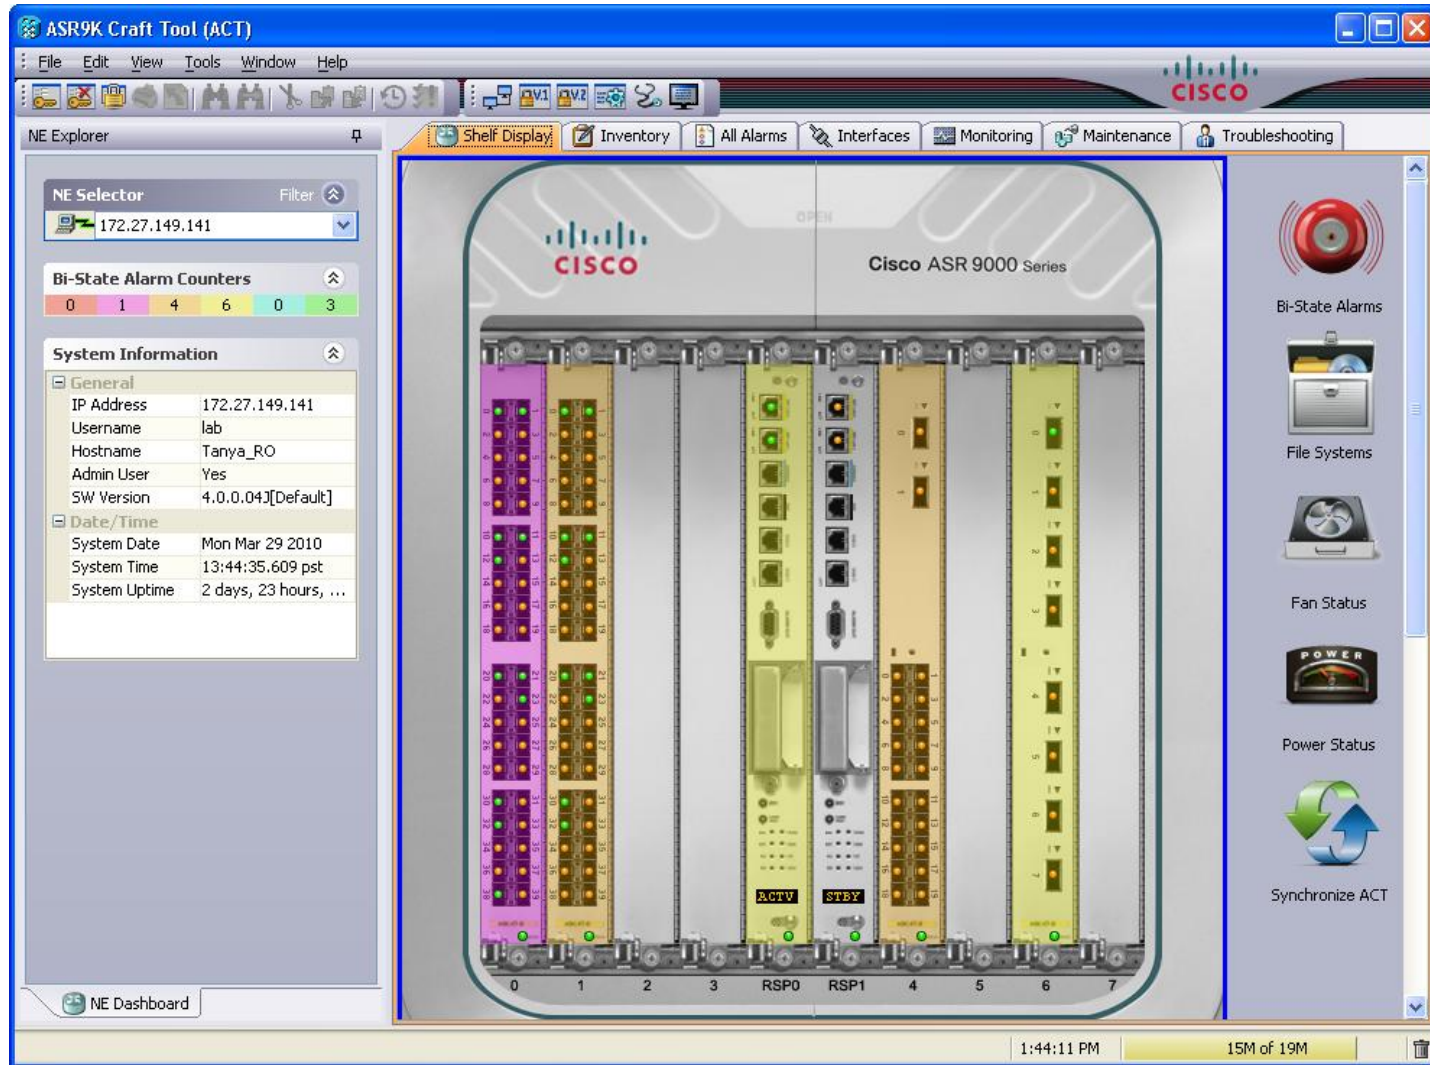 ASR9K Craft Tool (ACT)
File Edit View Tools Window Help
V.1 V.2
CISCO
NE Explorer
Shelf Display Inventory All Alarms Interfaces Monitoring Maintenance Troubleshooting
NE Selector Filter
172.27.149.141
Bi-State Alarm Counters
0 1 4 6 0 3
System Information
General
IP Address 172.27.149.141
Username lab
Hostname Tanya_RO
Admin User Yes
SW Version 4.0.0.04J[Default]
Date/Time
System Date Mon Mar 29 2010
System Time 13:44:35.609 pst
System Uptime 2 days, 23 hours, ...
NE Dashboard
OPEN
CISCO
Cisco ASR 9000 Series
ACTV STBY
0 1 2 3 RSP0 RSP1 4 5 6 7
Bi-State Alarms
File Systems
Fan Status
POWER
Power Status
Synchronize ACT
1:44:11 PM 15M of 19M